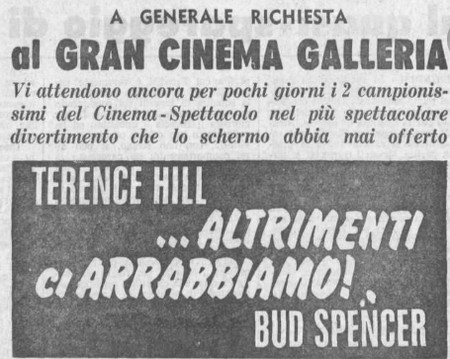 A GENERALE RICHIESTA
al GRAN CINEMA GALLERIA
Vi attendono ancora per pochi giorni i 2 campionis-
simi del Cinema-Spettacolo nel più spettacolare
divertimento che lo schermo abbia mai offerto
TERENCE HILL
...ALTRIMENTI
ci ARRABBIAMO!..
BUD SPENCER